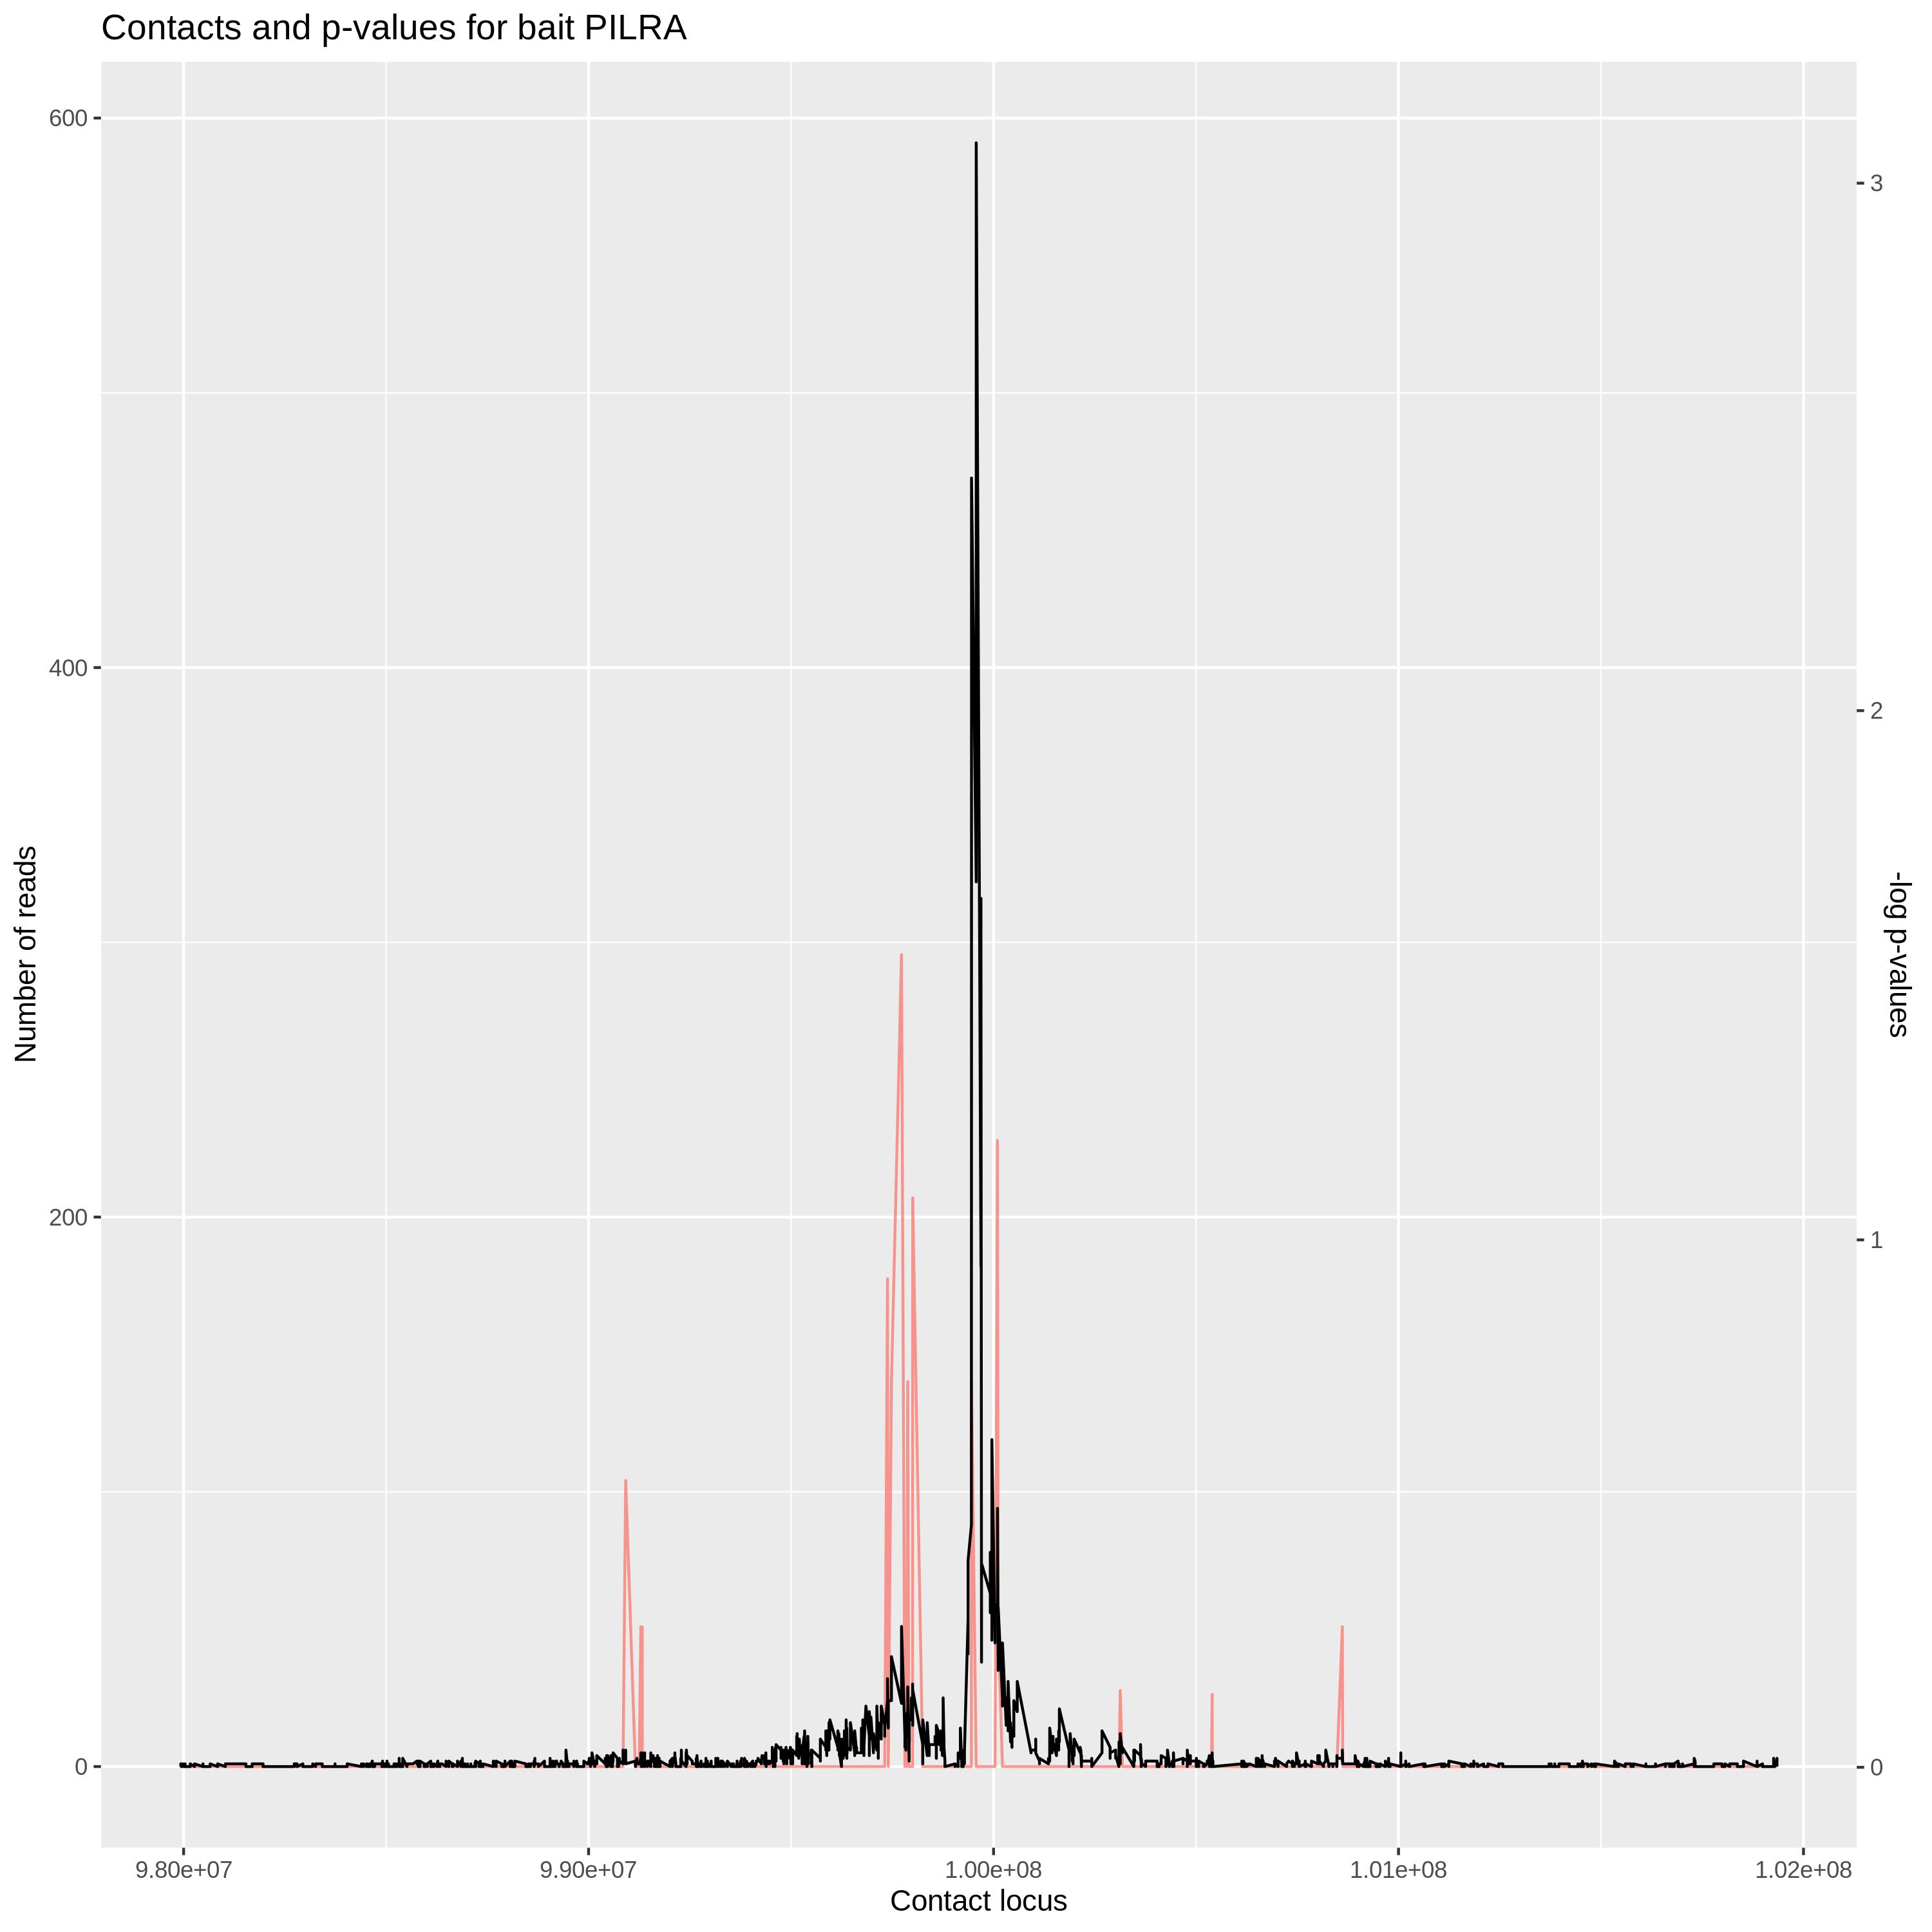 Contacts and p-values for bait PILRA
600
400
200
0
Number of reads
3
2
1
0
-log p-values
9.80e+07
9.90e+07
1.00e+08
1.01e+08
1.02e+08
Contact locus